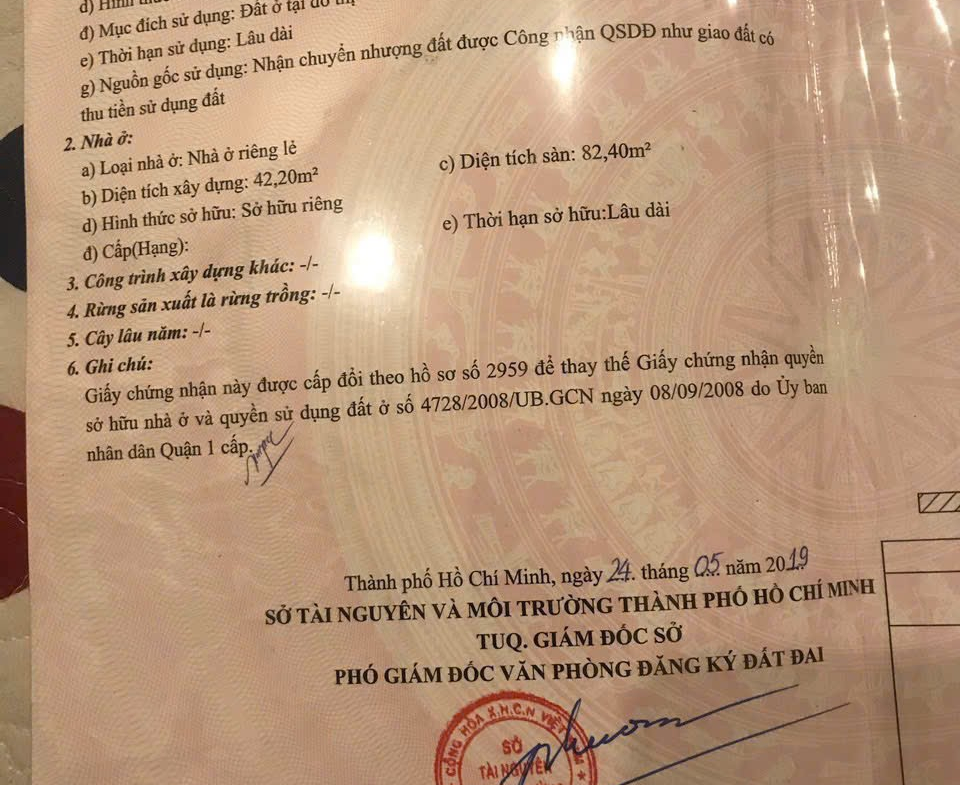 d) Hình
đ) Mục đích sử dụng: Đất ở tại đô thị
e) Thời hạn sử dụng: Lâu dài
g) Nguồn gốc sử dụng: Nhận chuyển nhượng đất được Công nhận QSDĐ như giao đất có
thu tiền sử dụng đất
2. Nhà ở:
a) Loại nhà ở: Nhà ở riêng lẻ
b) Diện tích xây dựng: 42,20m²
c) Diện tích sàn: 82,40m²
d) Hình thức sở hữu: Sở hữu riêng
e) Thời hạn sở hữu:Lâu dài
đ) Cấp(Hạng):
3. Công trình xây dựng khác: -/-
4. Rừng sản xuất là rừng trồng: -/-
5. Cây lâu năm: -/-
6. Ghi chú:
Giấy chứng nhận này được cấp đổi theo hồ sơ số 2959 để thay thế Giấy chứng nhận quyền
sở hữu nhà ở và quyền sử dụng đất ở số 4728/2008/UB.GCN ngày 08/09/2008 do Ủy ban
nhân dân Quận 1 cấp.
Thành phố Hồ Chí Minh, ngày 24. tháng 05 năm 2019
SỞ TÀI NGUYÊN VÀ MÔI TRƯỜNG THÀNH PHỐ HỒ CHÍ MINH
TUQ. GIÁM ĐỐC SỞ
PHÓ GIÁM ĐỐC VĂN PHÒNG ĐĂNG KÝ ĐẤT ĐAI
CỘNG HÒA X.H.C.N VIỆT
SỞ
TÀI NGUYÊN